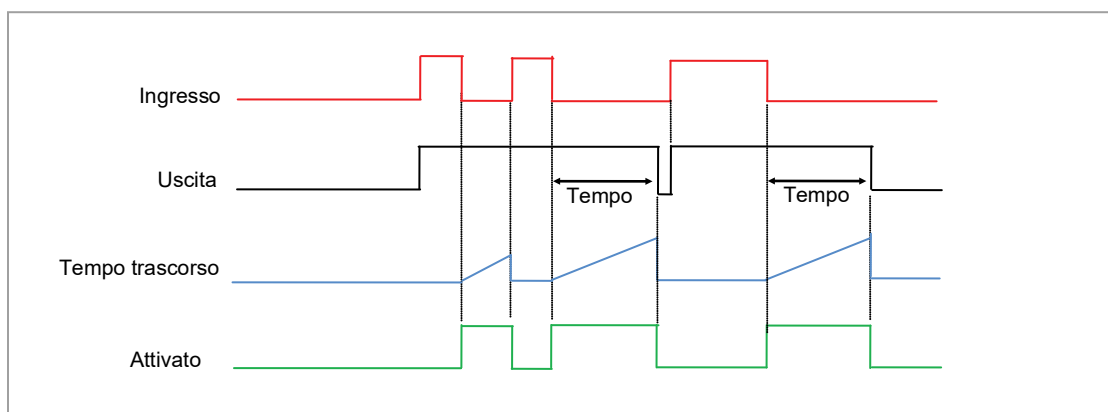 Ingresso
Uscita
Tempo
Tempo
Tempo trascorso
Attivato